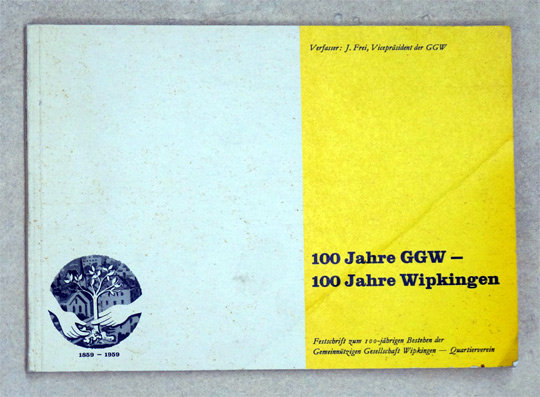 Verfasser: J. Frei, Vicepräsident der GGW
100 Jahre GGW —
100 Jahre Wipkingen
Festschrift zum 100-jährigen Bestehen der
Gemeinnützigen Gesellschaft Wipkingen — Quartierverein
1859 – 1959